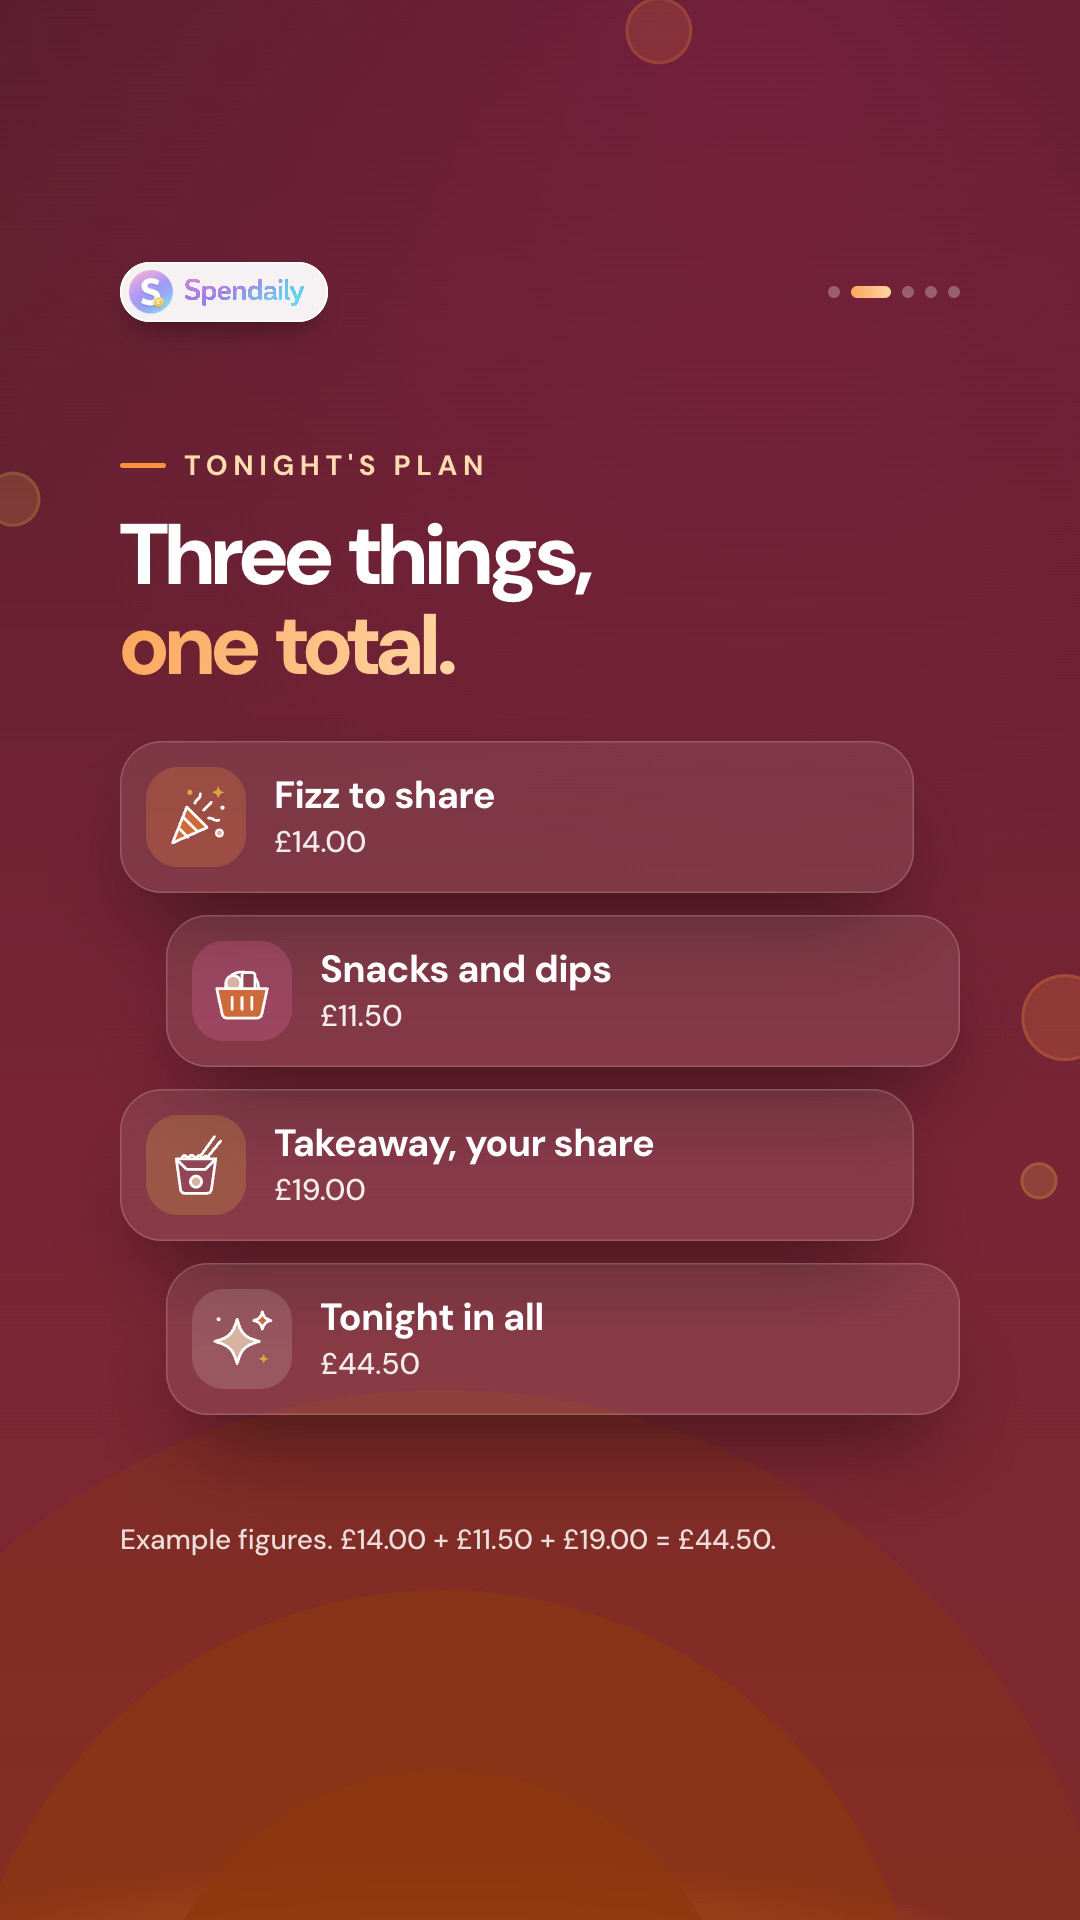 Spendaily
TONIGHT'S PLAN
Three things,
one total.
Fizz to share
£14.00
Snacks and dips
£11.50
Takeaway, your share
£19.00
Tonight in all
£44.50
Example figures. £14.00 + £11.50 + £19.00 = £44.50.